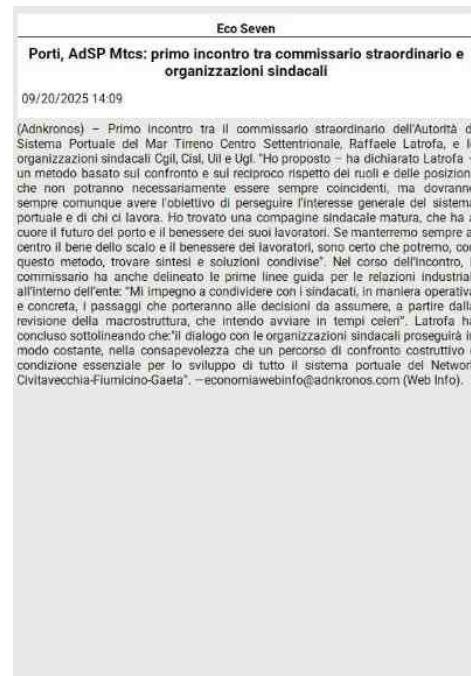 Eco Seven
Porti, AdSP Mtcs: primo incontro tra commissario straordinario e
organizzazioni sindacali
09/20/2025 14:09
(Adnkronos) – Primo incontro tra il commissario straordinario dell'Autorità d
Sistema Portuale del Mar Tirreno Centro Settentrionale, Raffaele Latrofa, e l
organizzazioni sindacali Cgil, Cisl, Uil e Ugl. "Ho proposto – ha dichiarato Latrofa -
un metodo basato sul confronto e sul reciproco rispetto dei ruoli e delle posizion
che non potranno necessariamente essere sempre coincidenti, ma dovrann
sempre comunque avere l'obiettivo di perseguire l'interesse generale del sistema
portuale e di chi ci lavora. Ho trovato una compagine sindacale matura, che ha
cuore il futuro del porto e il benessere dei suoi lavoratori. Se manterremo sempre a
centro il bene dello scalo e il benessere dei lavoratori, sono certo che potremo, con
questo metodo, trovare sintesi e soluzioni condivise". Nel corso dell'incontro,
commissario ha anche delineato le prime linee guida per le relazioni industrial
all'interno dell'ente: "Mi impegno a condividere con i sindacati, in maniera operativa
e concreta, i passaggi che porteranno alle decisioni da assumere, a partire dalla
revisione della macrostruttura, che intendo avviare in tempi celeri". Latrofa ha
concluso sottolineando che:"il dialogo con le organizzazioni sindacali proseguirà in
modo costante, nella consapevolezza che un percorso di confronto costruttivo
condizione essenziale per lo sviluppo di tutto il sistema portuale del Networ
Civitavecchia-Fiumicino-Gaeta". —economiawebinfo@adnkronos.com (Web Info).